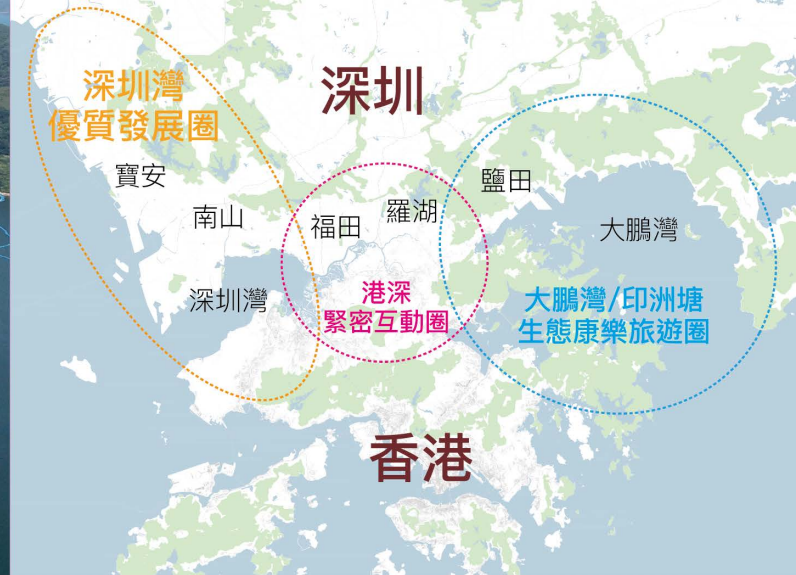 深圳灣
優質發展圈
深圳
寶安
南山
福田
羅湖
鹽田
大鵬灣
深圳灣
港深
緊密互動圈
大鵬灣/印洲塘
生態康樂旅遊圈
香港